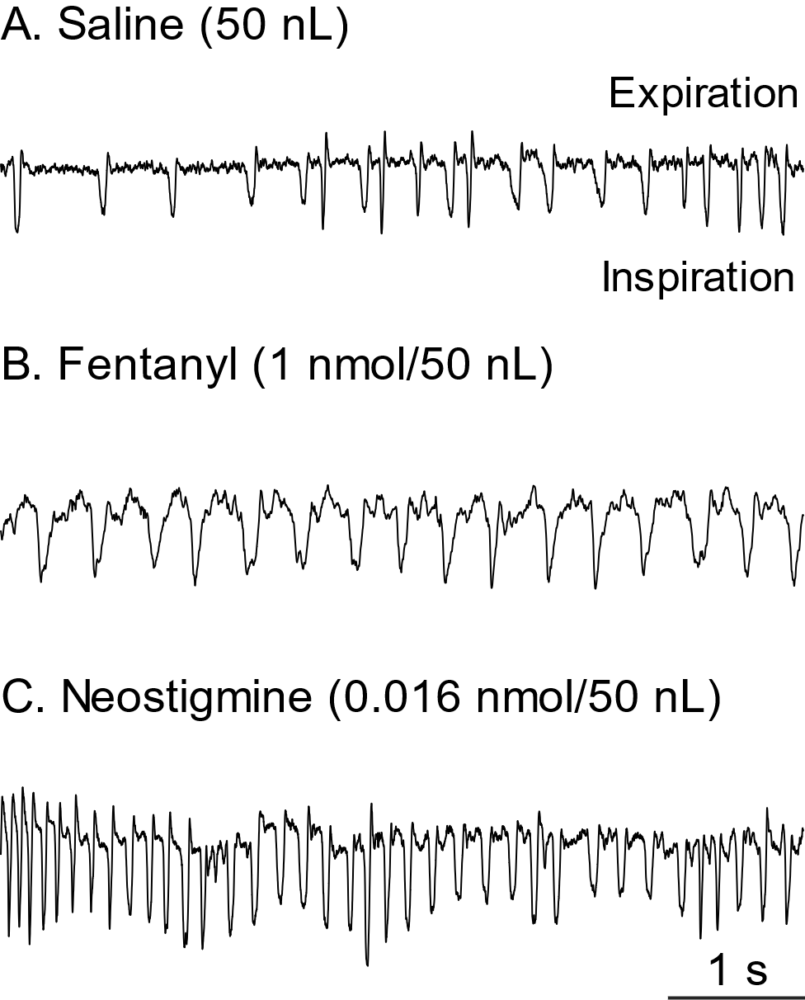 A. Saline (50 nL)
Expiration
Inspiration
B. Fentanyl (1 nmol/50 nL)
C. Neostigmine (0.016 nmol/50 nL)
1 s